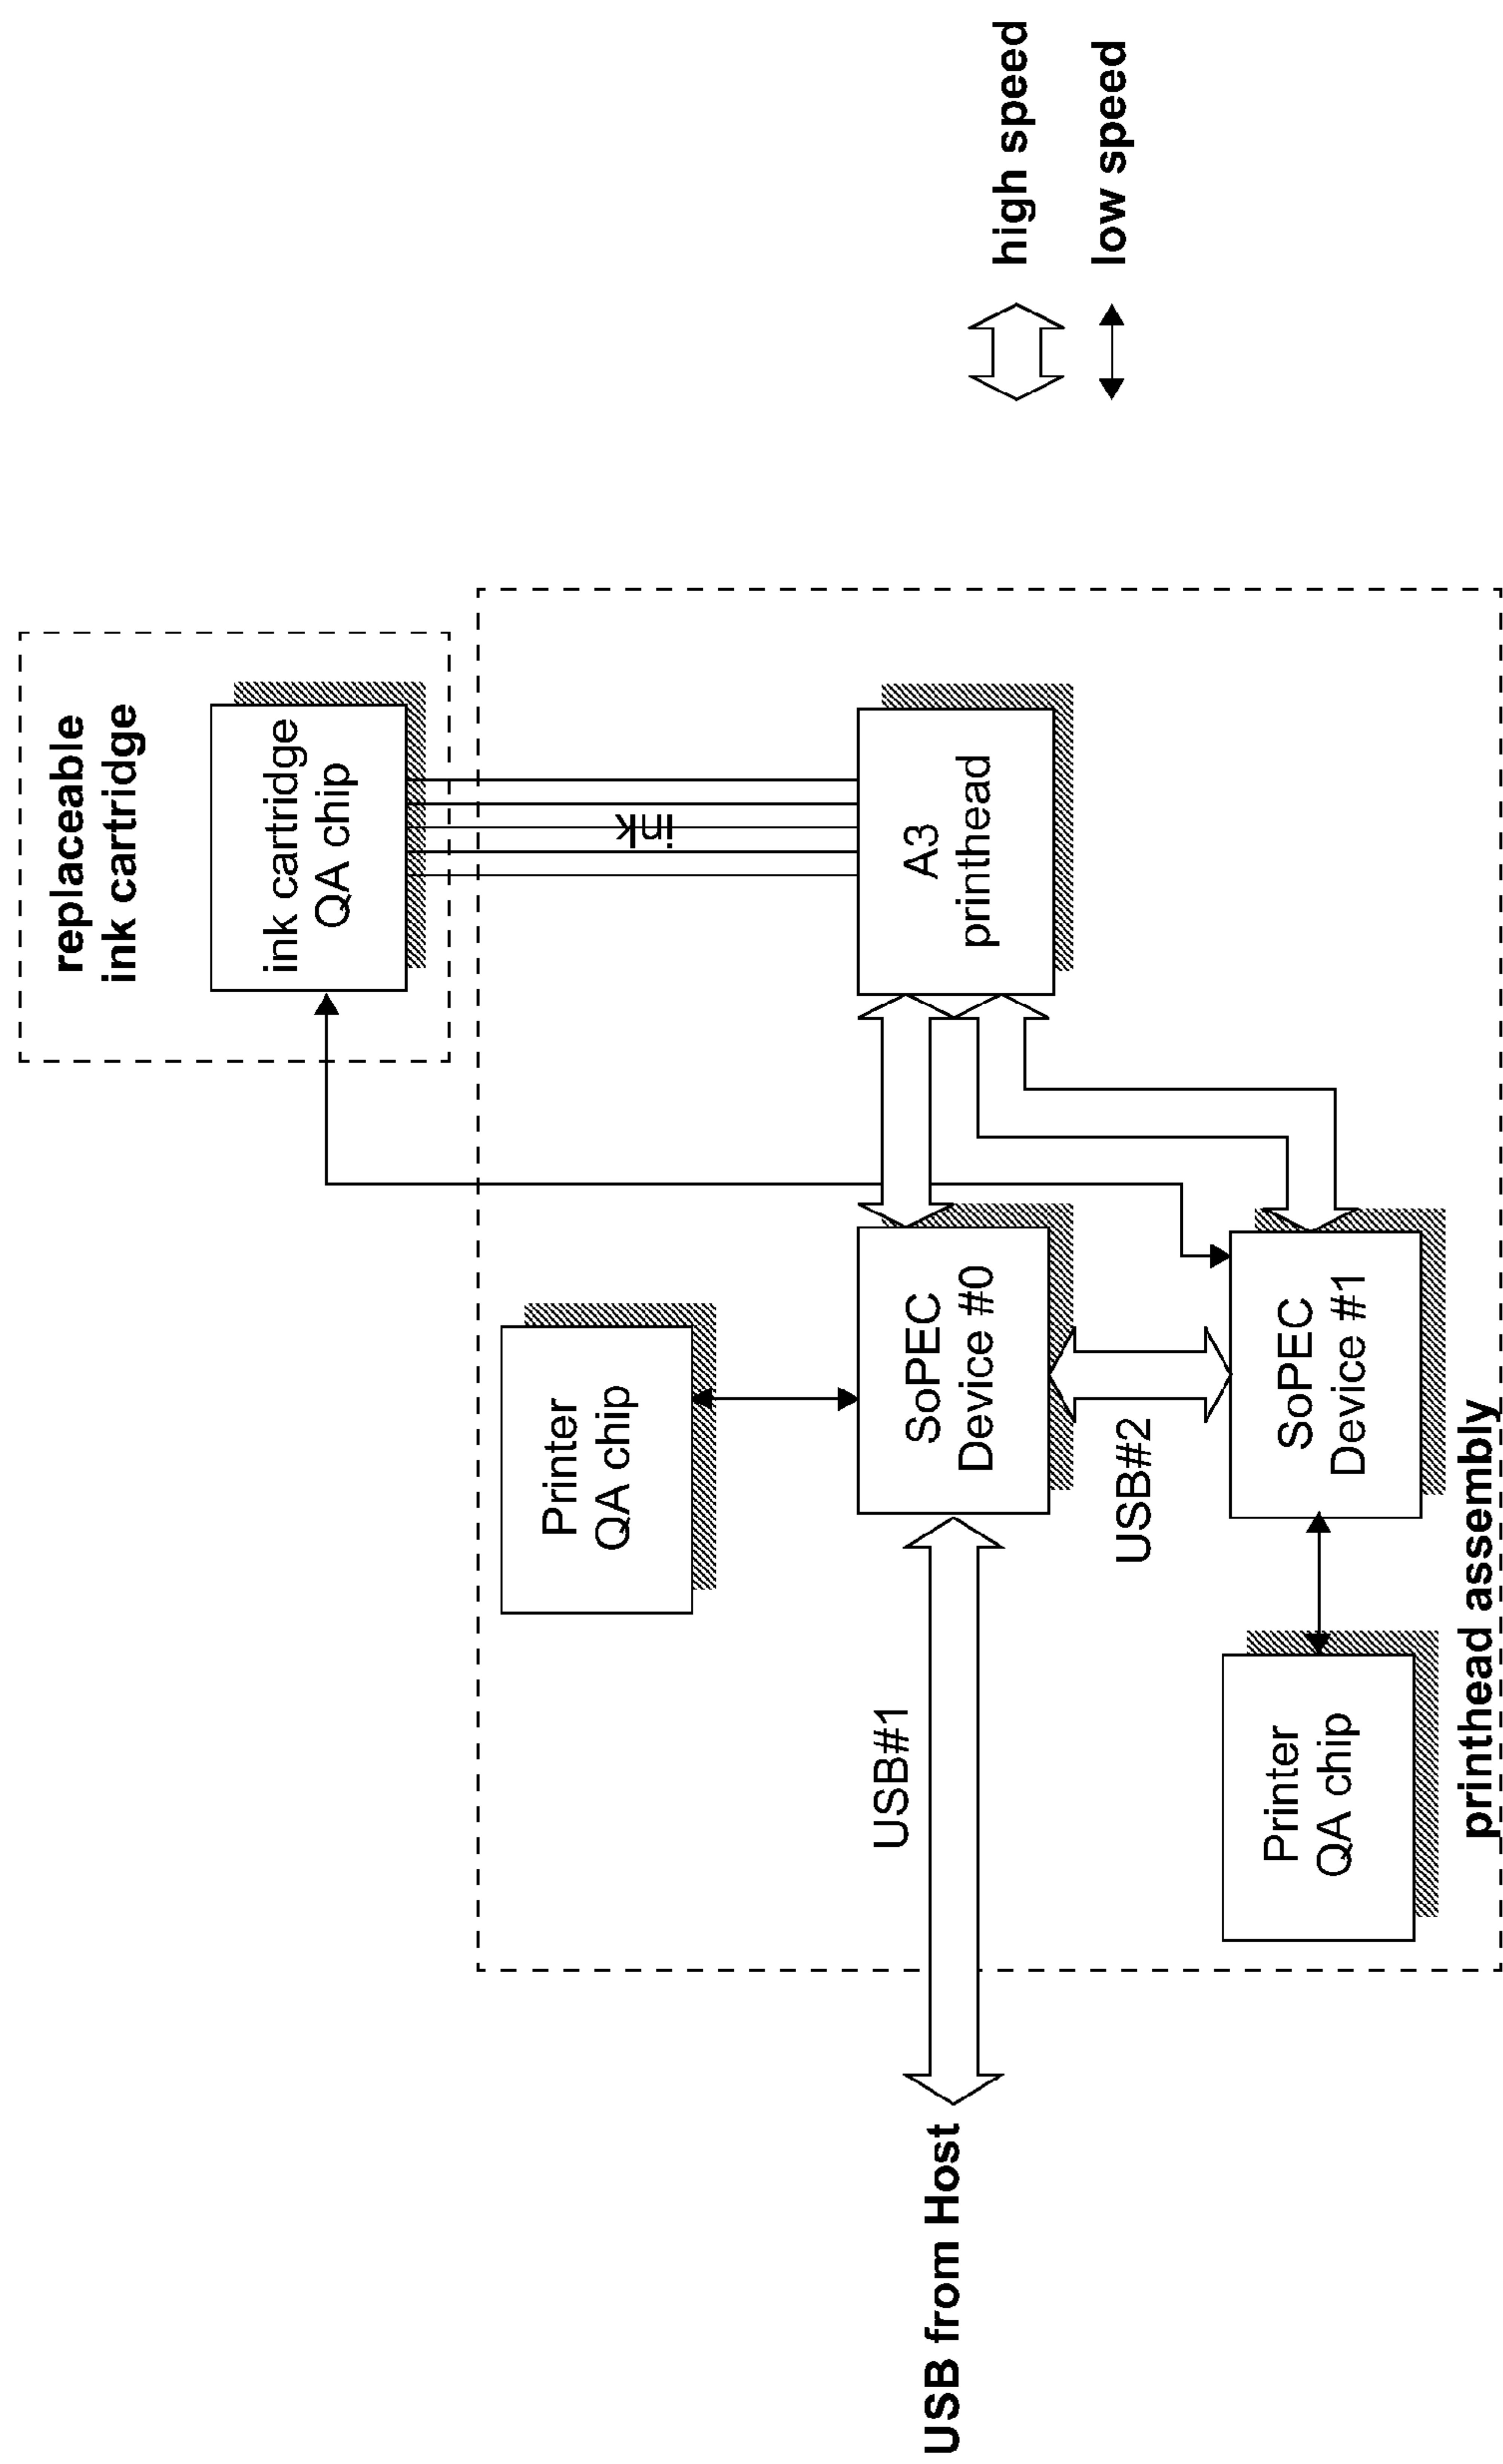 replaceable
ink cartridge
ink cartridge
QA chip
ink
Printer
QA chip
USB#1
SoPEC
Device #0
A3
printhead
USB from Host
USB#2
SoPEC
Device #1
Printer
QA chip
printhead assembly
high speed
low speed